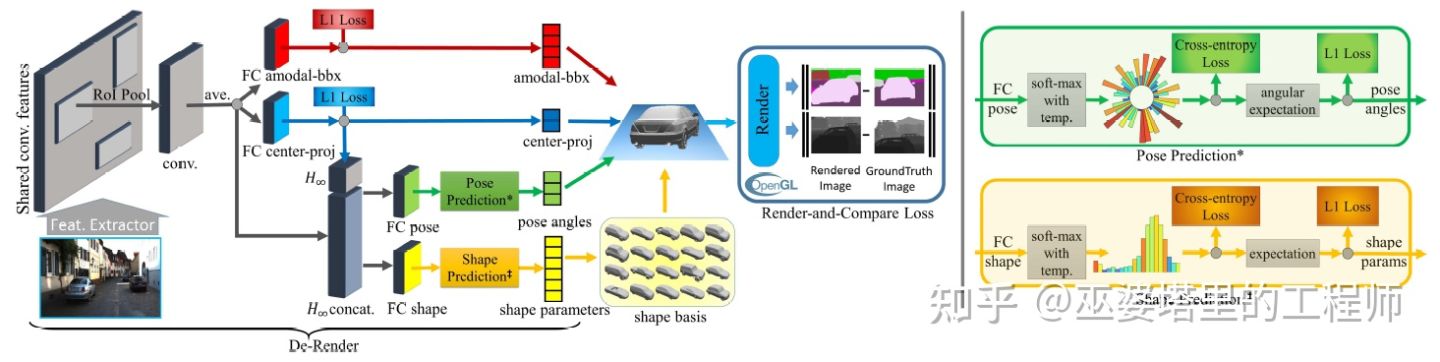 Shared conv. features
RoI Pool
conv.
Feat. Extractor
ave.
L1 Loss
FC amodal-bbx
amodal-bbx
L1 Loss
FC center-proj
center-proj
H∞
FC pose
Pose
Prediction*
pose angles
H∞ concat.
FC shape
Shape
Prediction‡
shape parameters
shape basis
De-Render
Render
OpenGL
Rendered
Image
GroundTruth
Image
Render-and-Compare Loss
FC
pose
soft-max
with
temp.
Cross-entropy
Loss
angular
expectation
L1 Loss
pose
angles
Pose Prediction*
FC
shape
soft-max
with
temp.
Cross-entropy
Loss
expectation
L1 Loss
shape
params
Shape Prediction‡
知乎 @巫婆塔里的工程师